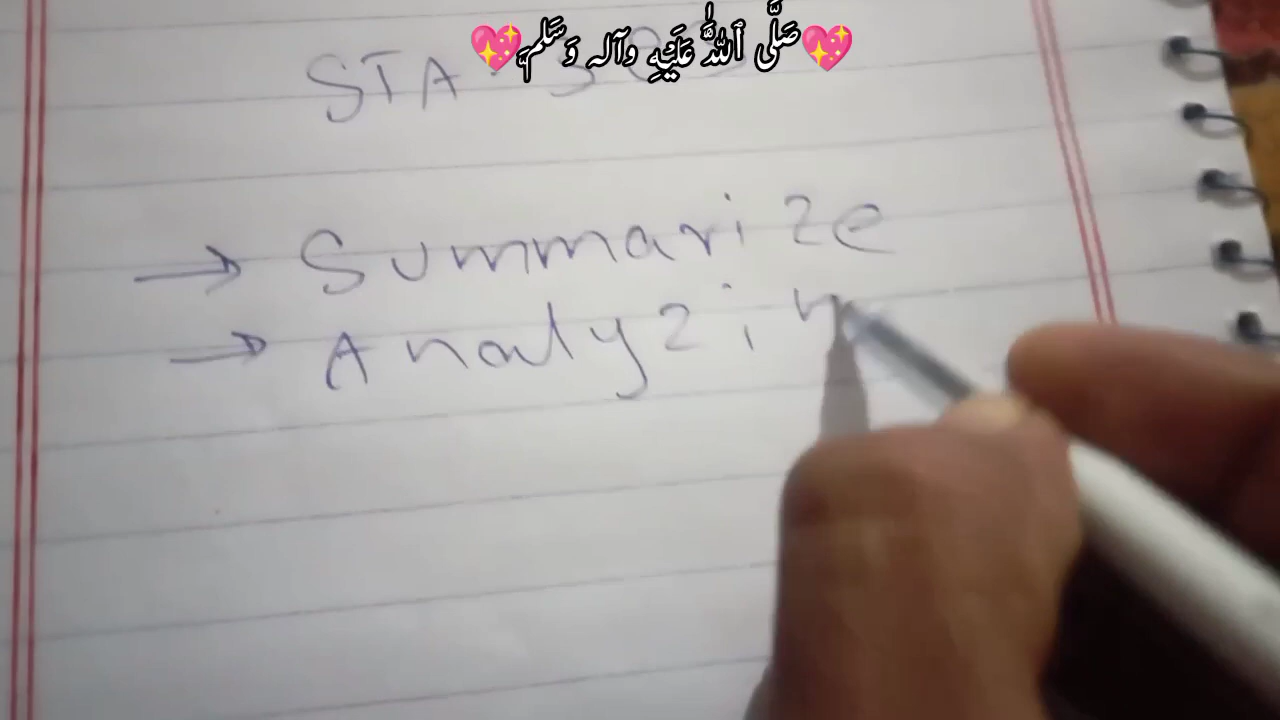 💖صَلَّى ٱللّٰهُ عَلَيْهِ وَآلِهِ وَسَلَّمَ💖
STA
→ Summarize
→ Analyzin